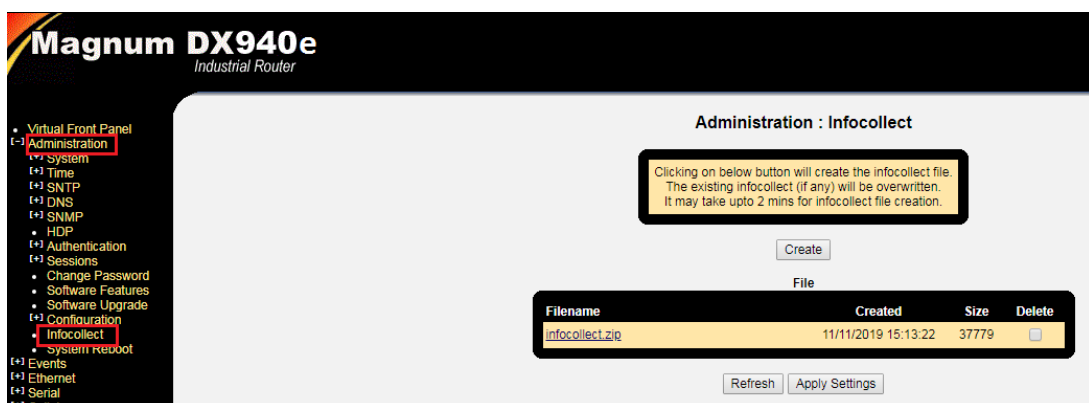 Magnum DX940e
Industrial Router
Virtual Front Panel
[-] Administration
[+] System
[+] Time
[+] SNTP
[+] DNS
[+] SNMP
HDP
[+] Authentication
[+] Sessions
Change Password
Software Features
Software Upgrade
[+] Configuration
Infocollect
System Reboot
[+] Events
[+] Ethernet
[+] Serial
Administration : Infocollect
Clicking on below button will create the infocollect file.
The existing infocollect (if any) will be overwritten.
It may take upto 2 mins for infocollect file creation.
Create
File
Filename Created Size Delete
infocollect.zip 11/11/2019 15:13:22 37779
Refresh Apply Settings